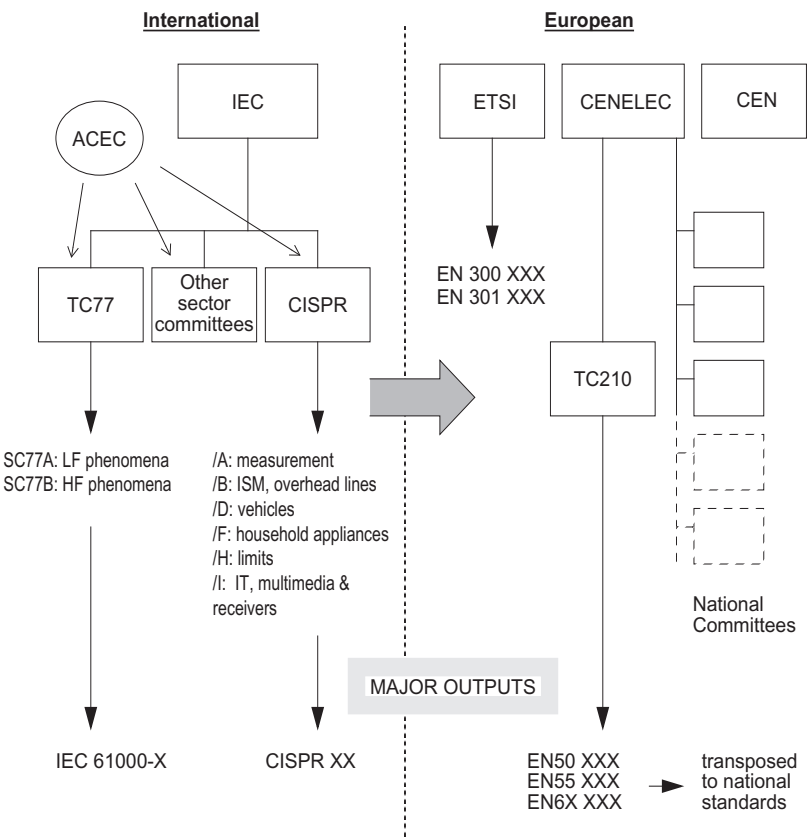 International
European
IEC
ACEC
ETSI
CENELEC
CEN
TC77
Other
sector
committees
CISPR
EN 300 XXX
EN 301 XXX
TC210
SC77A: LF phenomena
SC77B: HF phenomena
/A: measurement
/B: ISM, overhead lines
/D: vehicles
/F: household appliances
/H: limits
/I: IT, multimedia &
receivers
National
Committees
MAJOR OUTPUTS
IEC 61000-X
CISPR XX
EN50 XXX
EN55 XXX
EN6X XXX
transposed
to national
standards